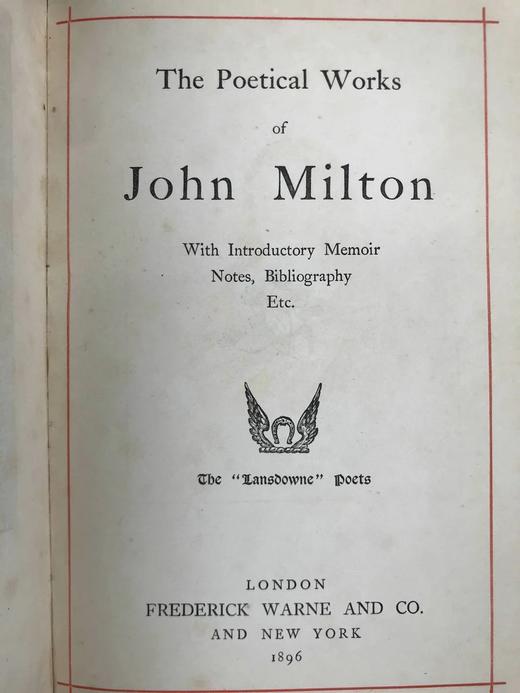 The Poetical Works
of
John Milton
With Introductory Memoir
Notes, Bibliography
Etc.
The "Lansdowne" Poets
LONDON
FREDERICK WARNE AND CO.
AND NEW YORK
1896